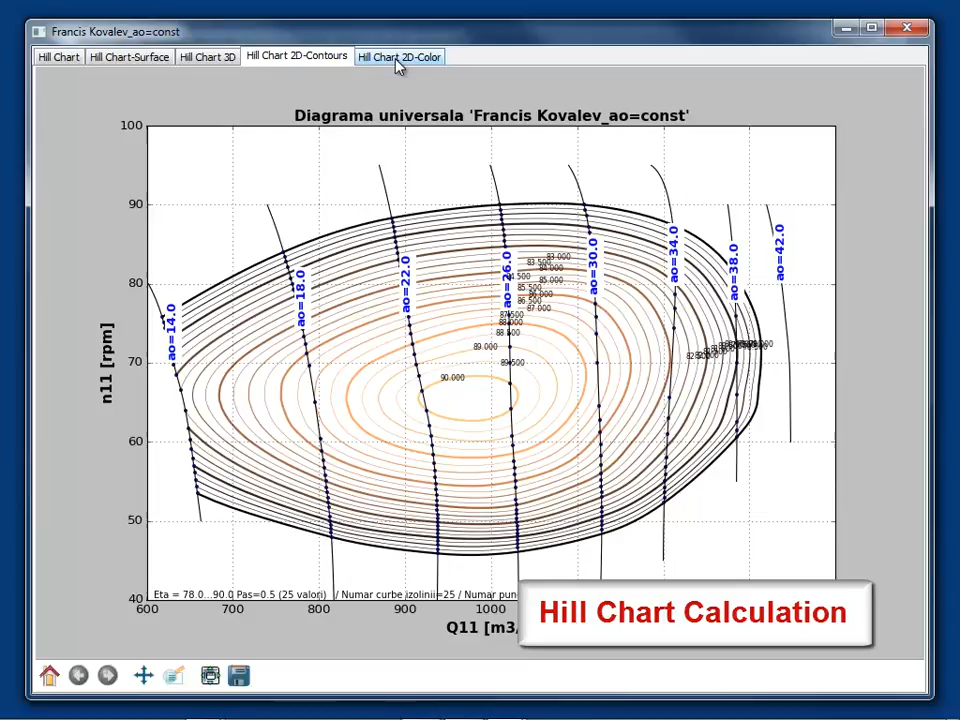 Francis Kovalev_ao=const
Hill Chart Hill Chart-Surface Hill Chart 3D Hill Chart 2D-Contours Hill Chart 2D-Color
Diagrama universala 'Francis Kovalev_ao=const'
100
90
80
70
60
50
40
n11 [rpm]
ao=14.0
ao=18.0
ao=22.0
ao=26.0
ao=30.0
ao=34.0
ao=38.0
ao=42.0
83.000
83.500
84.000
84.500
85.000
85.500
86.000
86.500
87.000
87.500
88.000
88.500
89.000
89.500
90.000
Eta = 78.0...90.0 Pas=0.5 (25 valori) / Numar curbe izolinii=25 / Numar
600 700 800 900 1000
Q11
Hill Chart Calculation